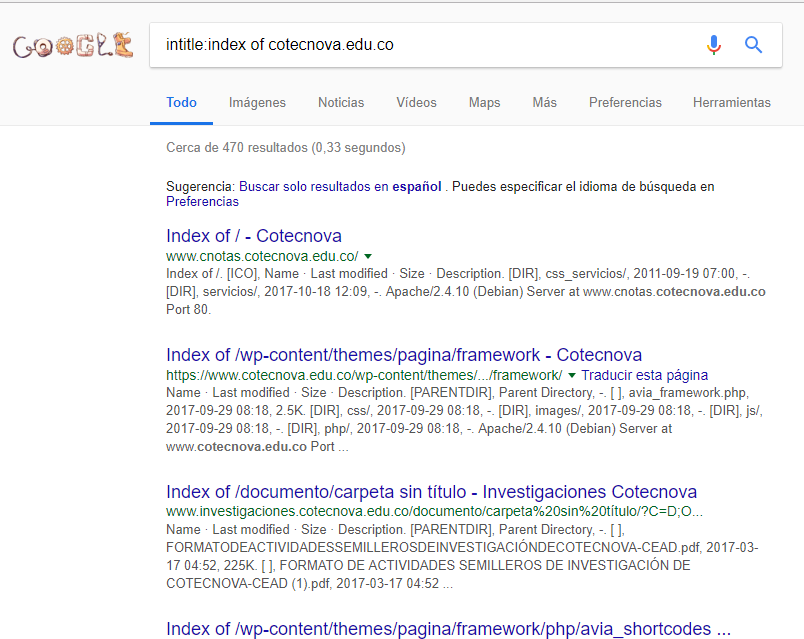 GOOGLE
intitle:index of cotecnova.edu.co
Todo Imágenes Noticias Vídeos Maps Más Preferencias Herramientas
Cerca de 470 resultados (0,33 segundos)
Sugerencia: Buscar solo resultados en español . Puedes especificar el idioma de búsqueda en
Preferencias
Index of / - Cotecnova
www.cnotas.cotecnova.edu.co/
Index of /. [ICO], Name · Last modified · Size · Description. [DIR], css_servicios/, 2011-09-19 07:00, -.
[DIR], servicios/, 2017-10-18 12:09, -. Apache/2.4.10 (Debian) Server at www.cnotas.cotecnova.edu.co
Port 80.
Index of /wp-content/themes/pagina/framework - Cotecnova
https://www.cotecnova.edu.co/wp-content/themes/.../framework/ Traducir esta página
Name · Last modified · Size · Description. [PARENTDIR], Parent Directory, -. [ ], avia_framework.php,
2017-09-29 08:18, 2.5K. [DIR], css/, 2017-09-29 08:18, -. [DIR], images/, 2017-09-29 08:18, -. [DIR], js/,
2017-09-29 08:18, -. [DIR], php/, 2017-09-29 08:18, -. Apache/2.4.10 (Debian) Server at
www.cotecnova.edu.co Port ...
Index of /documento/carpeta sin título - Investigaciones Cotecnova
www.investigaciones.cotecnova.edu.co/documento/carpeta%20sin%20título/?C=D;O...
Name · Last modified · Size · Description. [PARENTDIR], Parent Directory, -. [ ],
FORMATODEACTIVIDADESSEMILLEROSDEINVESTIGACIÓNDECOTECNOVA-CEAD.pdf, 2017-03-
17 04:52, 225K. [ ], FORMATO DE ACTIVIDADES SEMILLEROS DE INVESTIGACIÓN DE
COTECNOVA-CEAD (1).pdf, 2017-03-17 04:52 ...
Index of /wp-content/themes/pagina/framework/php/avia_shortcodes ...